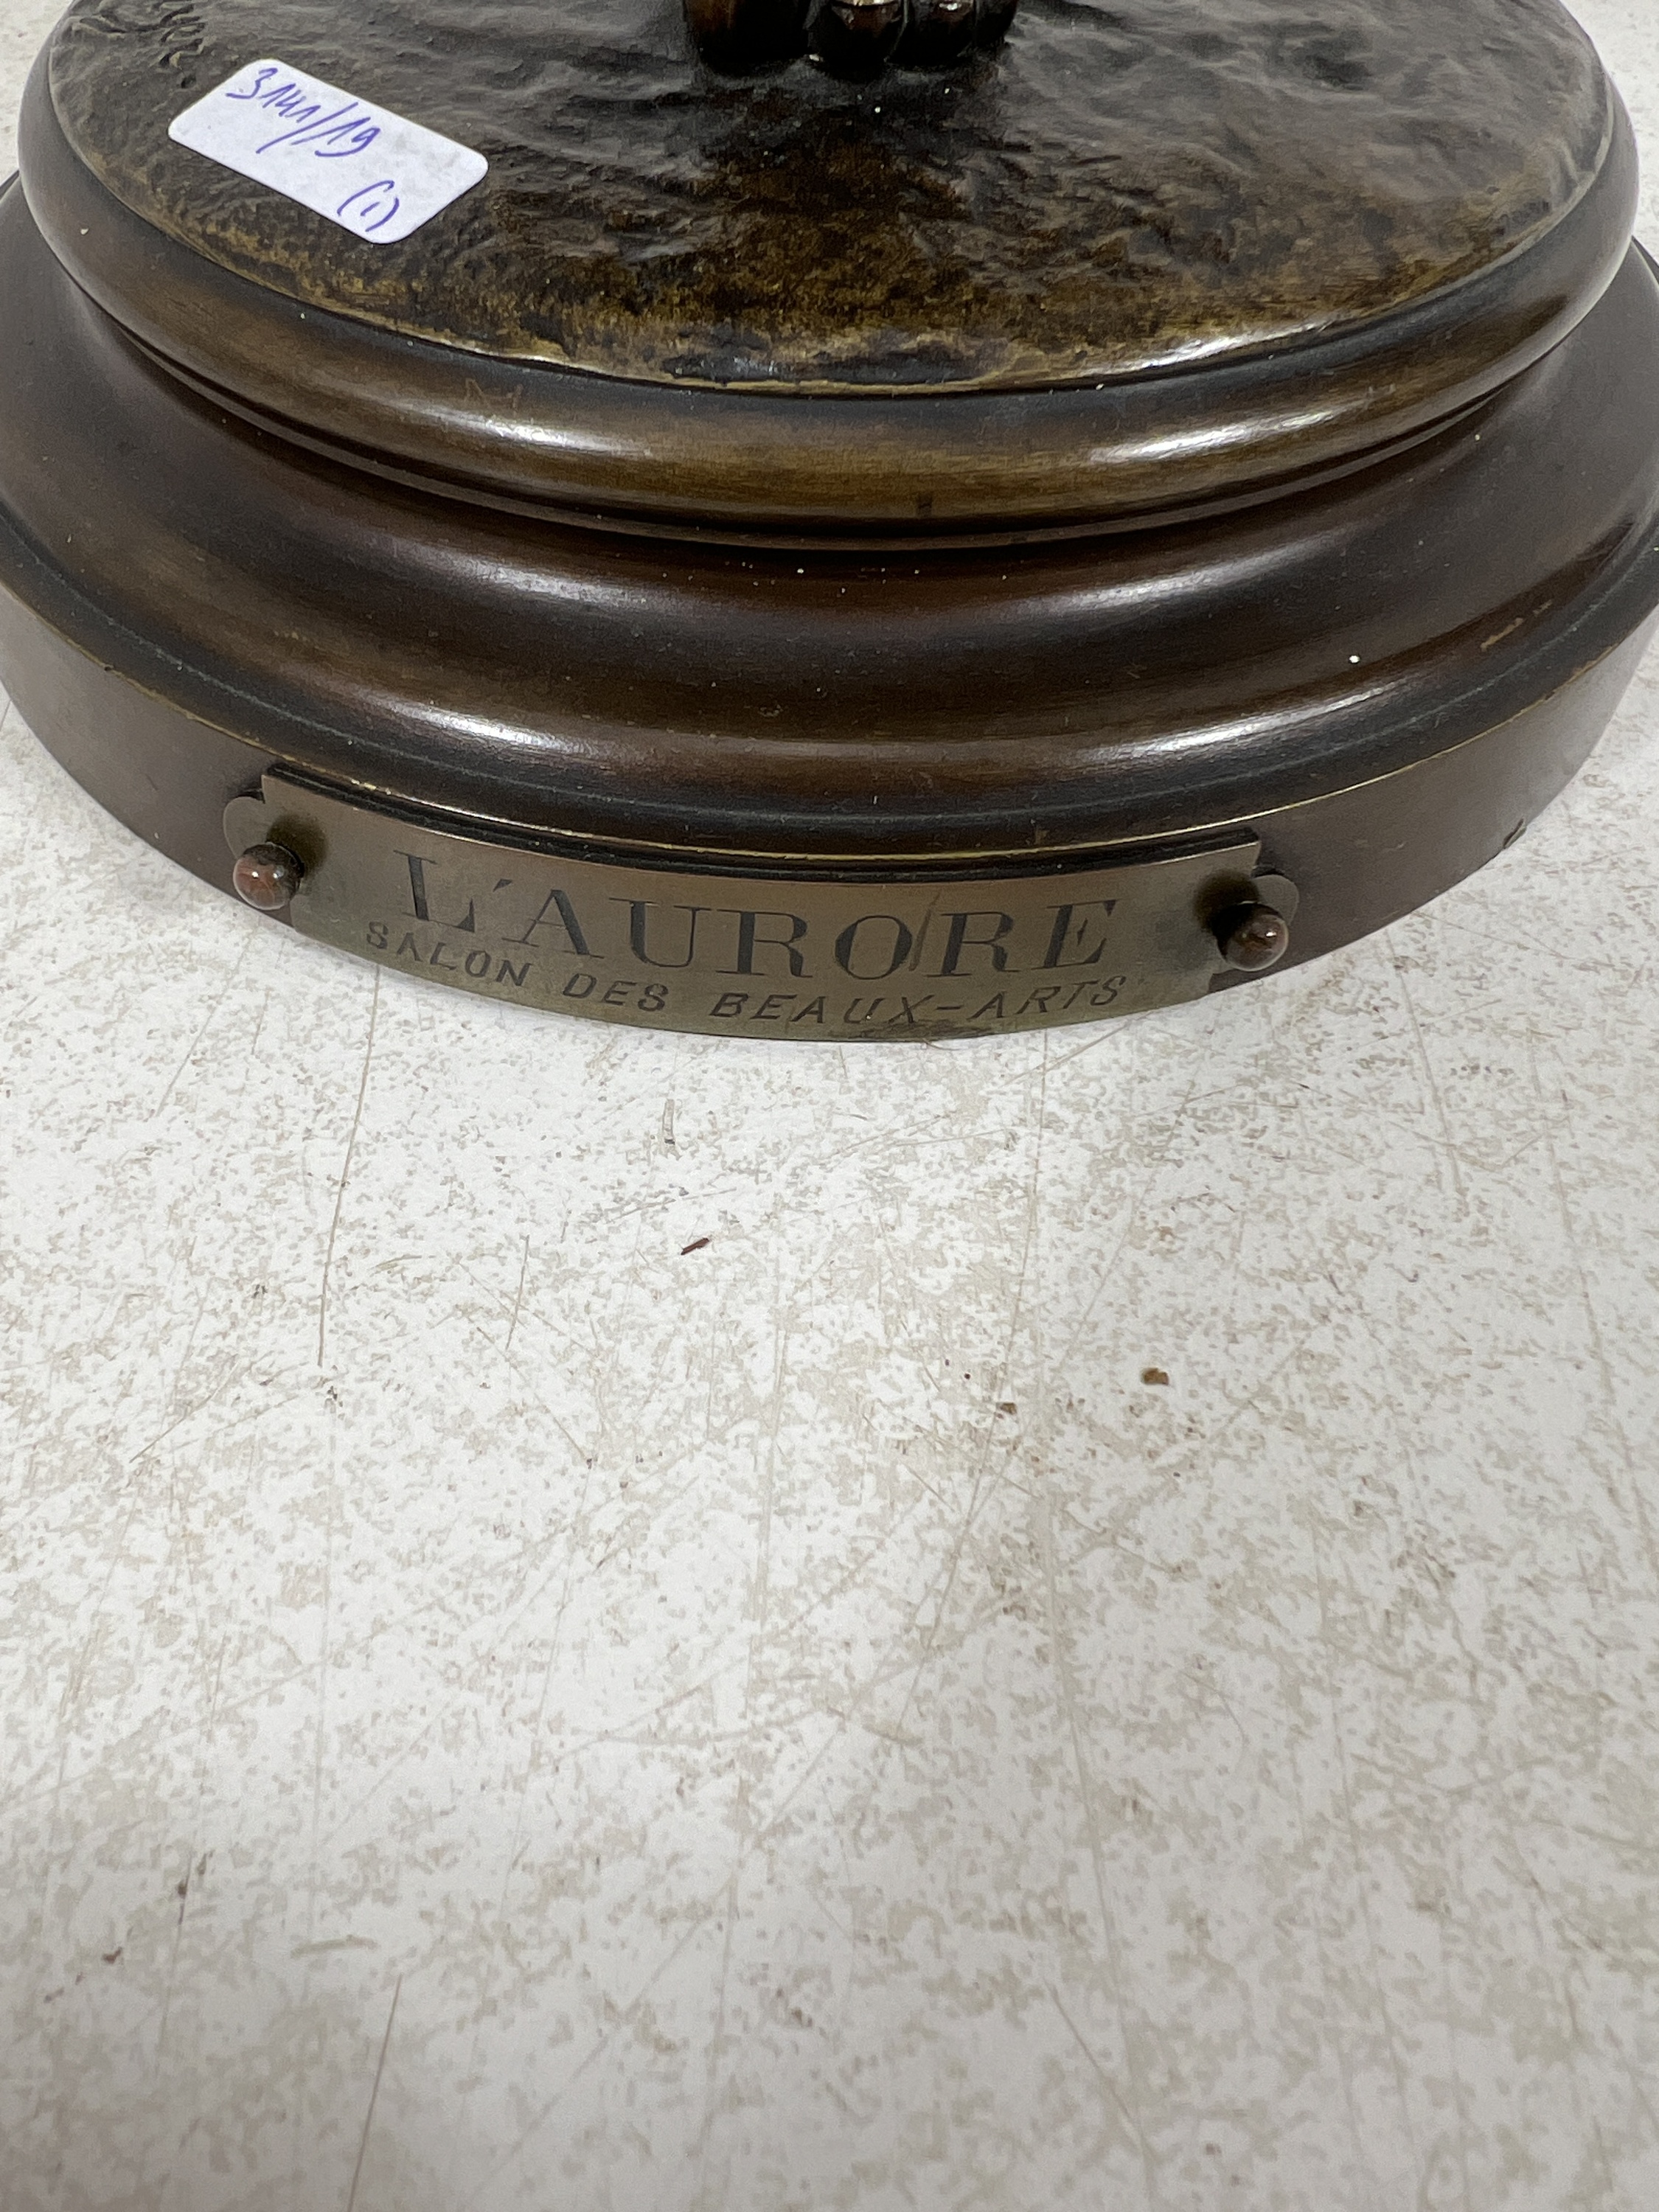 3141/19
(1)
L'AURORE
SALON DES BEAUX-ARTS